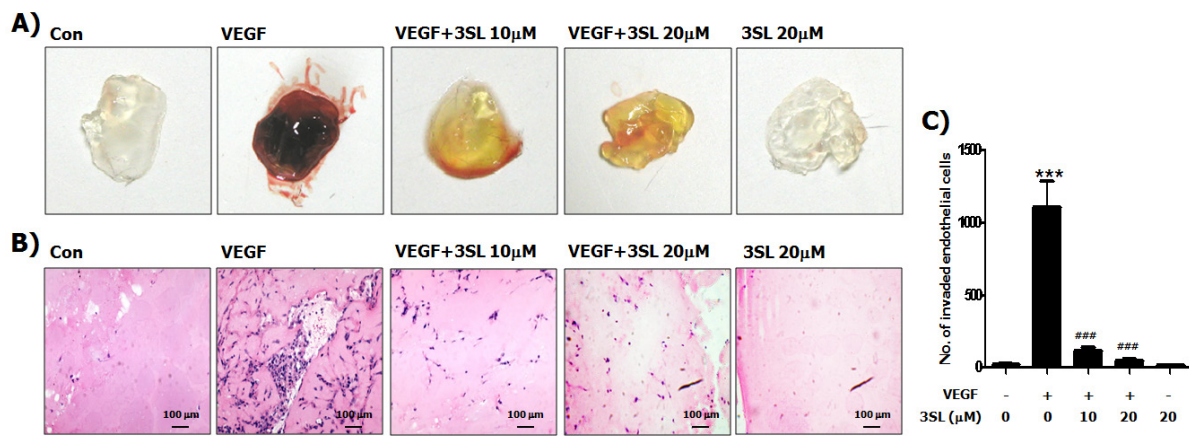 A)
Con VEGF VEGF+3SL 10μM VEGF+3SL 20μM 3SL 20μM
B)
Con VEGF VEGF+3SL 10μM VEGF+3SL 20μM 3SL 20μM
100 μm 100 μm 100 μm 100 μm 100 μm
C)
No. of invaded endothelial cells
1500
1000
500
0
***
### ###
VEGF - + + + -
3SL (μM) 0 0 10 20 20